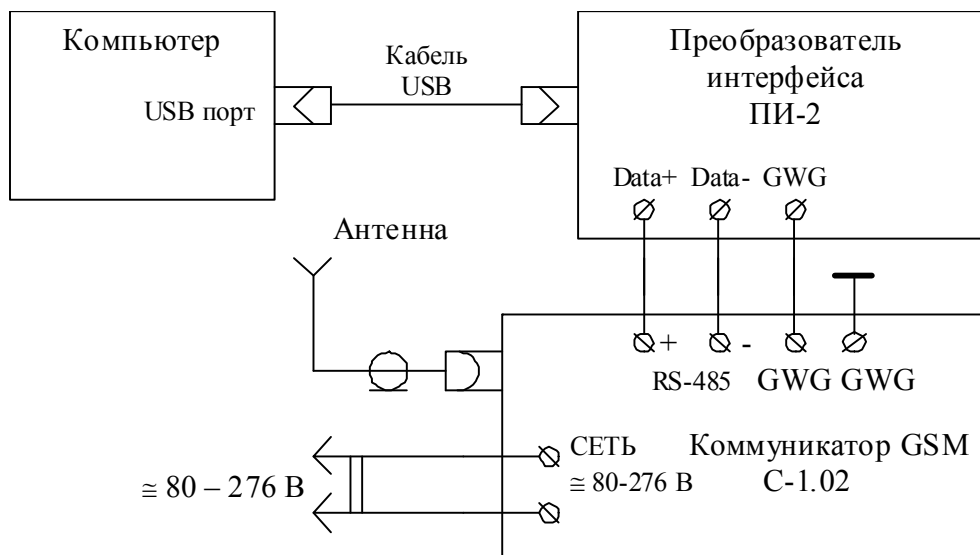 Компьютер
USB порт
Кабель
USB
Преобразователь
интерфейса
ПИ-2
Data+ Data- GWG
Антенна
+ -
RS-485 GWG GWG
СЕТЬ
≅ 80-276 В
Коммуникатор GSM
С-1.02
≅ 80 – 276 В